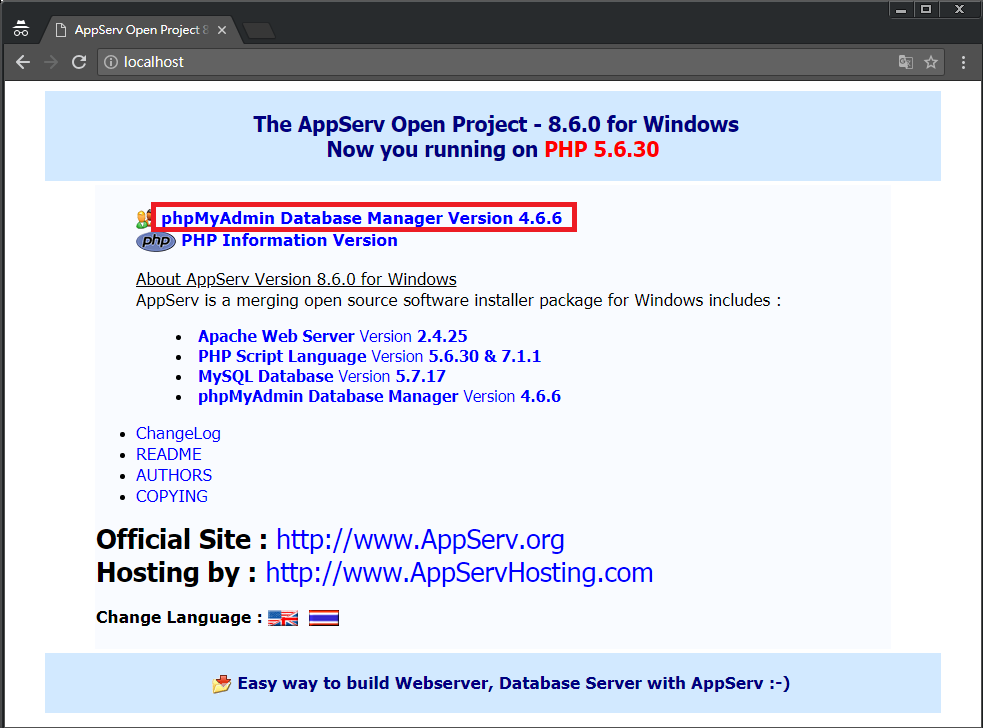 AppServ Open Project 8
localhost
The AppServ Open Project - 8.6.0 for Windows
Now you running on PHP 5.6.30
phpMyAdmin Database Manager Version 4.6.6
php PHP Information Version
About AppServ Version 8.6.0 for Windows
AppServ is a merging open source software installer package for Windows includes :
Apache Web Server Version 2.4.25
PHP Script Language Version 5.6.30 & 7.1.1
MySQL Database Version 5.7.17
phpMyAdmin Database Manager Version 4.6.6
ChangeLog
README
AUTHORS
COPYING
Official Site : http://www.AppServ.org
Hosting by : http://www.AppServHosting.com
Change Language :
Easy way to build Webserver, Database Server with AppServ :-)